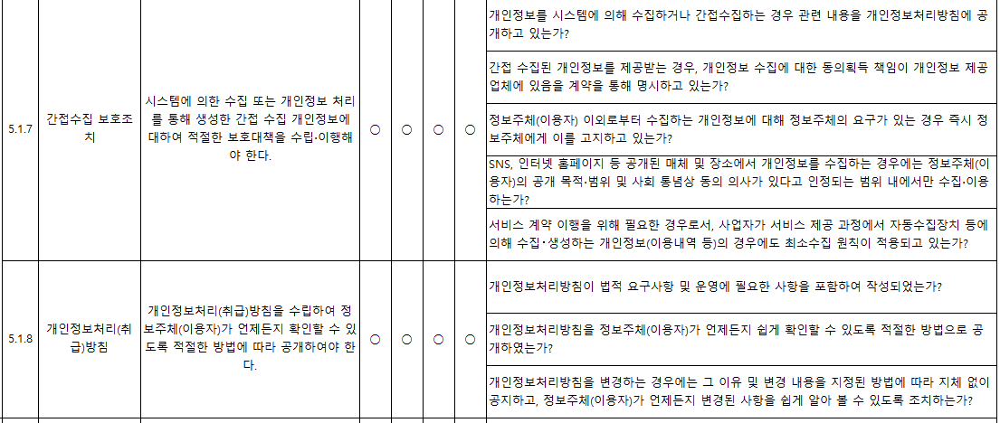 5.1.7
간접수집 보호조
치
시스템에 의한 수집 또는 개인정보 처리
를 통해 생성한 간접 수집 개인정보에
대하여 적절한 보호대책을 수립·이행해
야 한다.
○ ○ ○ ○
개인정보를 시스템에 의해 수집하거나 간접수집하는 경우 관련 내용을 개인정보처리방침에 공
개하고 있는가?
간접 수집된 개인정보를 제공받는 경우, 개인정보 수집에 대한 동의획득 책임이 개인정보 제공
업체에 있음을 계약을 통해 명시하고 있는가?
정보주체(이용자) 이외로부터 수집하는 개인정보에 대해 정보주체의 요구가 있는 경우 즉시 정
보주체에게 이를 고지하고 있는가?
SNS, 인터넷 홈페이지 등 공개된 매체 및 장소에서 개인정보를 수집하는 경우에는 정보주체(이
용자)의 공개 목적·범위 및 사회 통념상 동의 의사가 있다고 인정되는 범위 내에서만 수집·이용
하는가?
서비스 계약 이행을 위해 필요한 경우로서, 사업자가 서비스 제공 과정에서 자동수집장치 등에
의해 수집·생성하는 개인정보(이용내역 등)의 경우에도 최소수집 원칙이 적용되고 있는가?
5.1.8
개인정보처리(취
급)방침
개인정보처리(취급)방침을 수립하여 정
보주체(이용자)가 언제든지 확인할 수 있
도록 적절한 방법에 따라 공개하여야 한
다.
○ ○ ○ ○
개인정보처리방침이 법적 요구사항 및 운영에 필요한 사항을 포함하여 작성되었는가?
개인정보처리방침을 정보주체(이용자)가 언제든지 쉽게 확인할 수 있도록 적절한 방법으로 공
개하였는가?
개인정보처리방침을 변경하는 경우에는 그 이유 및 변경 내용을 지정된 방법에 따라 지체 없이
공지하고, 정보주체(이용자)가 언제든지 변경된 사항을 쉽게 알아 볼 수 있도록 조치하는가?